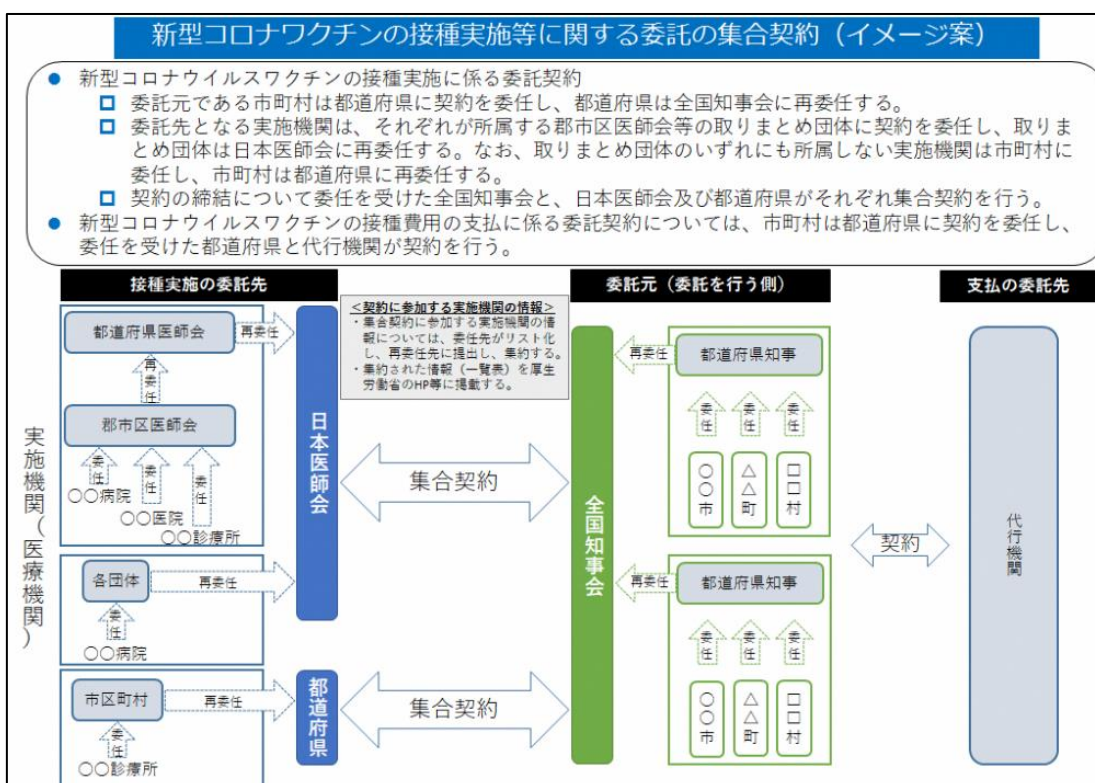 新型コロナワクチンの接種実施等に関する委託の集合契約（イメージ案）
● 新型コロナウイルスワクチンの接種実施に係る委託契約
□ 委託元である市町村は都道府県に契約を委任し、都道府県は全国知事会に再委任する。
□ 委託先となる実施機関は、それぞれが所属する郡市区医師会等の取りまとめ団体に契約を委任し、取りま
とめ団体は日本医師会に再委任する。なお、取りまとめ団体のいずれにも所属しない実施機関は市町村に
委任し、市町村は都道府県に再委任する。
□ 契約の締結について委任を受けた全国知事会と、日本医師会及び都道府県がそれぞれ集合契約を行う。
● 新型コロナウイルスワクチンの接種費用の支払に係る委託契約については、市町村は都道府県に契約を委任し、
委任を受けた都道府県と代行機関が契約を行う。
接種実施の委託先
委託元（委託を行う側）
支払の委託先
実施機関（医療機関）
都道府県医師会
再委任
再委任
郡市区医師会
委任
委任
委任
〇〇病院
〇〇医院
〇〇診療所
各団体
再委任
委任
〇〇病院
市区町村
再委任
委任
〇〇診療所
日本医師会
都道府県
＜契約に参加する実施機関の情報＞
・集合契約に参加する実施機関の情
報については、委任先がリスト化
し、再委任先に提出し、集約する。
・集約された情報（一覧表）を厚生
労働省のHP等に掲載する。
集合契約
集合契約
全国知事会
再委任
都道府県知事
委任
委任
委任
〇〇市
△△町
□□村
再委任
都道府県知事
委任
委任
委任
〇〇市
△△町
□□村
契約
代行機関